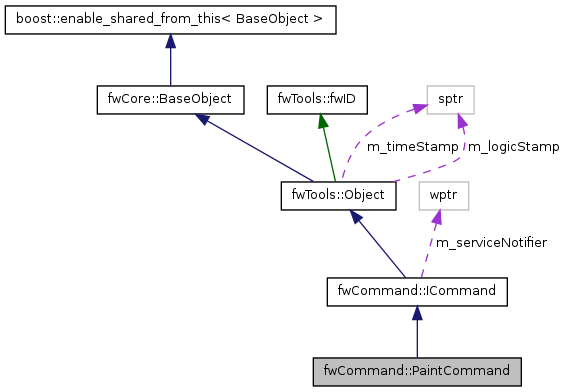 boost::enable_shared_from_this< BaseObject >
fwCore::BaseObject
fwTools::fwID
sptr
m_timeStamp
m_logicStamp
fwTools::Object
wptr
m_serviceNotifier
fwCommand::ICommand
fwCommand::PaintCommand